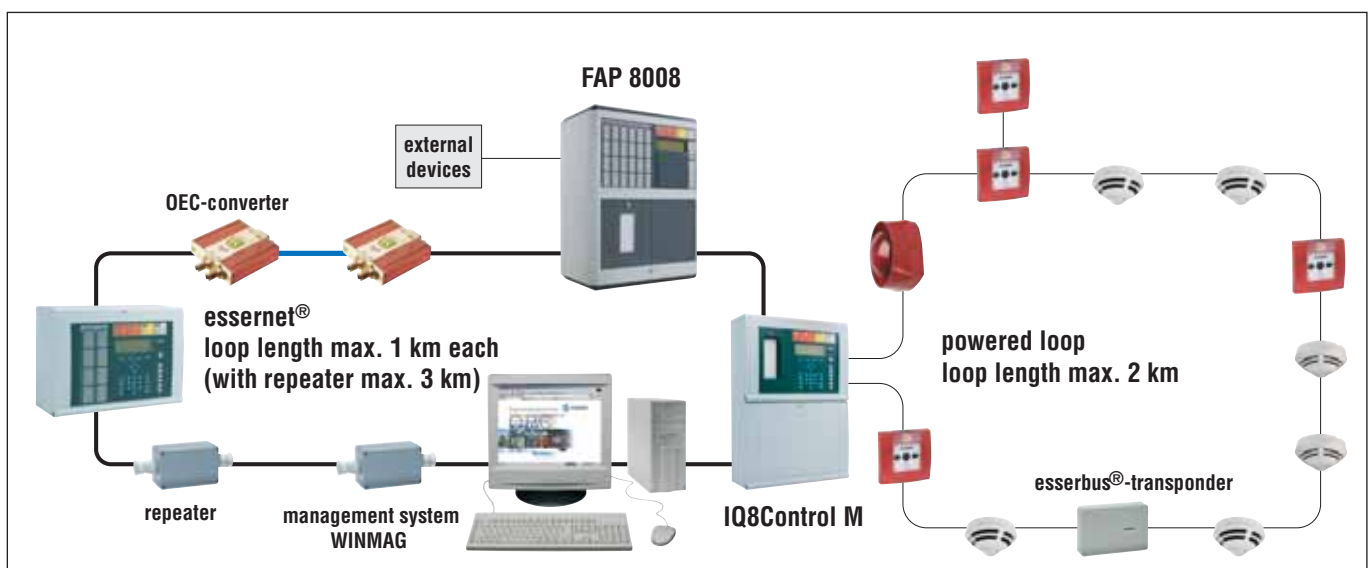 FAP 8008
external
devices
OEC-converter
essernet®
loop length max. 1 km each
(with repeater max. 3 km)
powered loop
loop length max. 2 km
esserbus®-transponder
repeater
management system
WINMAG
IQ8Control M